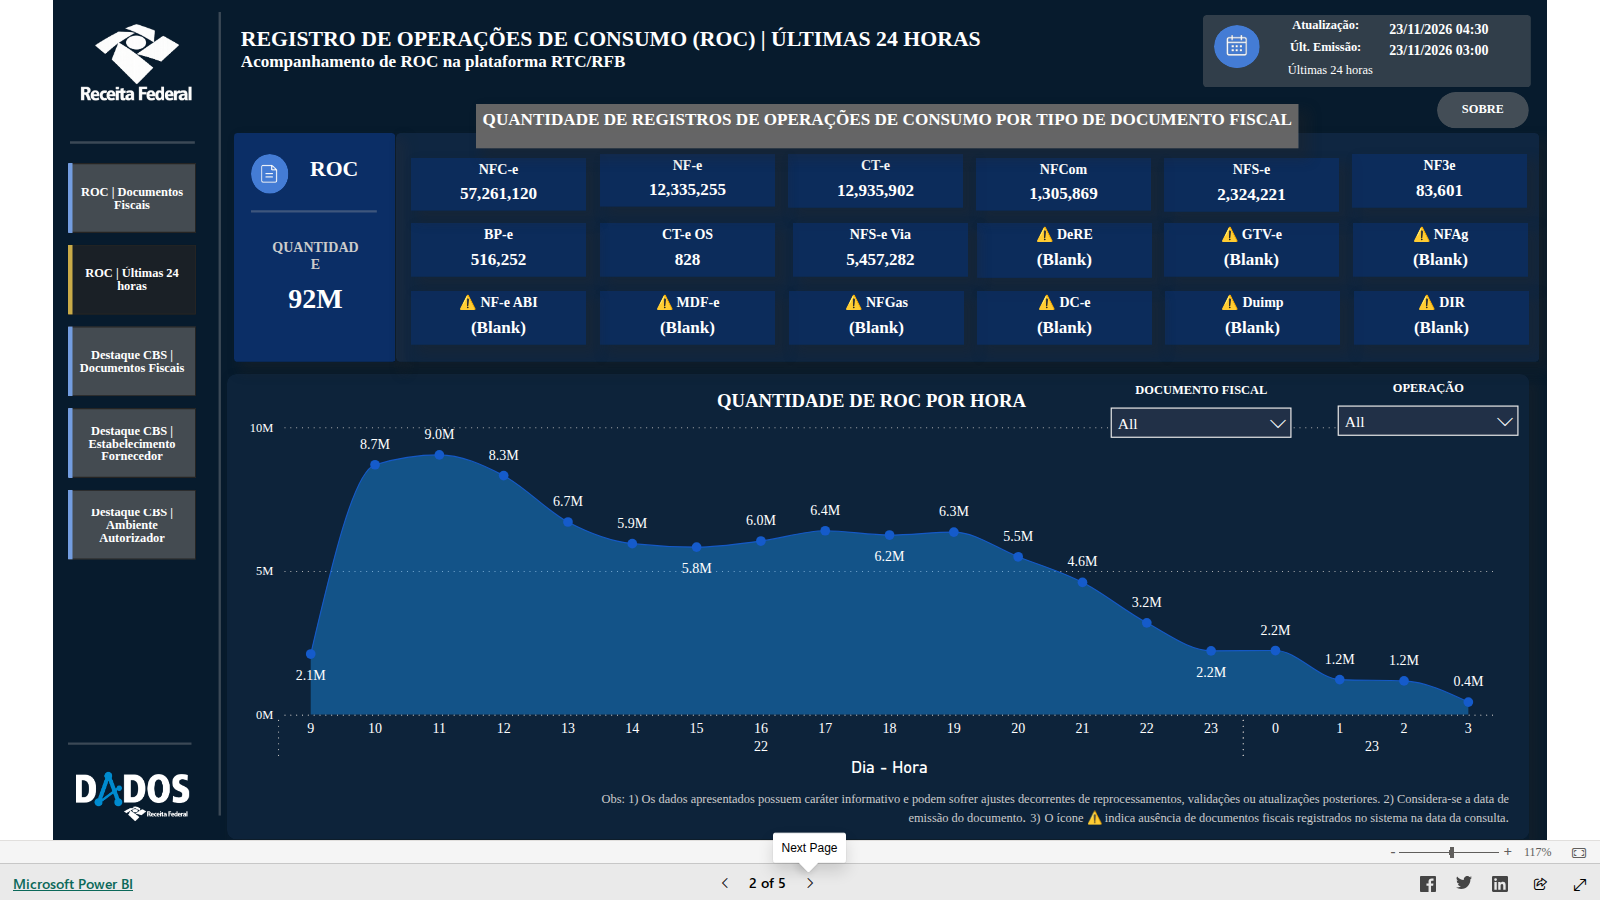 Receita Federal
REGISTRO DE OPERAÇÕES DE CONSUMO (ROC) | ÚLTIMAS 24 HORAS
Acompanhamento de ROC na plataforma RTC/RFB
Atualização: 23/11/2026 04:30
Últ. Emissão: 23/11/2026 03:00
Últimas 24 horas
SOBRE
QUANTIDADE DE REGISTROS DE OPERAÇÕES DE CONSUMO POR TIPO DE DOCUMENTO FISCAL
ROC | Documentos
Fiscais
ROC | Últimas 24
horas
Destaque CBS |
Documentos Fiscais
Destaque CBS |
Estabelecimento
Fornecedor
Destaque CBS |
Ambiente
Autorizador
ROC
QUANTIDAD
E
92M
NFC-e
57,261,120
NF-e
12,335,255
CT-e
12,935,902
NFCom
1,305,869
NFS-e
2,324,221
NF3e
83,601
BP-e
516,252
CT-e OS
828
NFS-e Via
5,457,282
⚠ DeRE
(Blank)
⚠ GTV-e
(Blank)
⚠ NFAg
(Blank)
⚠ NF-e ABI
(Blank)
⚠ MDF-e
(Blank)
⚠ NFGas
(Blank)
⚠ DC-e
(Blank)
⚠ Duimp
(Blank)
⚠ DIR
(Blank)
QUANTIDADE DE ROC POR HORA
DOCUMENTO FISCAL
All
OPERAÇÃO
All
10M
5M
0M
2.1M
8.7M
9.0M
8.3M
6.7M
5.9M
5.8M
6.0M
6.4M
6.2M
6.3M
5.5M
4.6M
3.2M
2.2M
2.2M
1.2M
1.2M
0.4M
9 10 11 12 13 14 15 16 17 18 19 20 21 22 23 0 1 2 3
22 23
Dia - Hora
Obs: 1) Os dados apresentados possuem caráter informativo e podem sofrer ajustes decorrentes de reprocessamentos, validações ou atualizações posteriores. 2) Considera-se a data de
emissão do documento. 3) O ícone ⚠ indica ausência de documentos fiscais registrados no sistema na data da consulta.
DADOS
Receita Federal
Next Page
- + 117%
Microsoft Power BI
2 of 5